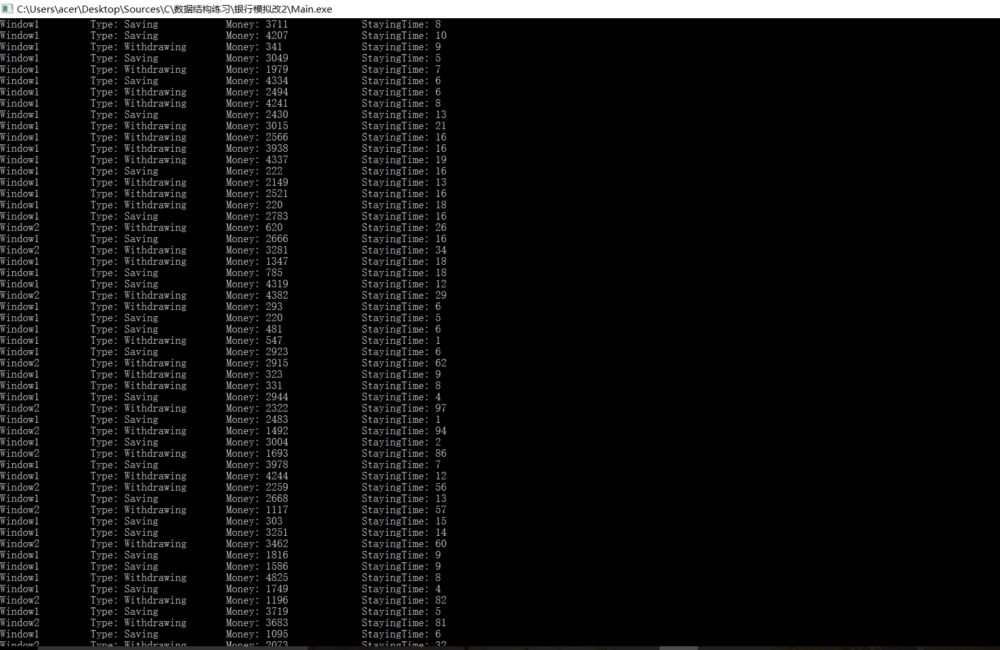 C:\Users\acer\Desktop\Sources\C\数据结构练习\银行模拟改2\Main.exe
Window1 Type: Saving Money: 3711 StayingTime: 8
Window1 Type: Saving Money: 4207 StayingTime: 10
Window1 Type: Withdrawing Money: 341 StayingTime: 9
Window1 Type: Saving Money: 3049 StayingTime: 5
Window1 Type: Withdrawing Money: 1979 StayingTime: 7
Window1 Type: Saving Money: 4334 StayingTime: 6
Window1 Type: Withdrawing Money: 2494 StayingTime: 6
Window1 Type: Withdrawing Money: 4241 StayingTime: 8
Window1 Type: Saving Money: 2430 StayingTime: 13
Window1 Type: Withdrawing Money: 3015 StayingTime: 21
Window1 Type: Withdrawing Money: 2566 StayingTime: 16
Window1 Type: Withdrawing Money: 3938 StayingTime: 16
Window1 Type: Withdrawing Money: 4337 StayingTime: 19
Window1 Type: Saving Money: 222 StayingTime: 16
Window1 Type: Withdrawing Money: 2149 StayingTime: 13
Window1 Type: Withdrawing Money: 2521 StayingTime: 16
Window1 Type: Withdrawing Money: 220 StayingTime: 18
Window1 Type: Saving Money: 2783 StayingTime: 16
Window2 Type: Withdrawing Money: 620 StayingTime: 26
Window1 Type: Saving Money: 2666 StayingTime: 16
Window2 Type: Withdrawing Money: 3281 StayingTime: 34
Window1 Type: Withdrawing Money: 1347 StayingTime: 18
Window1 Type: Saving Money: 785 StayingTime: 18
Window1 Type: Saving Money: 4319 StayingTime: 12
Window2 Type: Withdrawing Money: 4382 StayingTime: 29
Window1 Type: Withdrawing Money: 293 StayingTime: 6
Window1 Type: Saving Money: 220 StayingTime: 5
Window1 Type: Saving Money: 481 StayingTime: 6
Window1 Type: Withdrawing Money: 547 StayingTime: 1
Window1 Type: Saving Money: 2923 StayingTime: 6
Window2 Type: Withdrawing Money: 2915 StayingTime: 62
Window1 Type: Withdrawing Money: 323 StayingTime: 9
Window1 Type: Withdrawing Money: 331 StayingTime: 8
Window1 Type: Saving Money: 2944 StayingTime: 4
Window2 Type: Withdrawing Money: 2322 StayingTime: 97
Window1 Type: Saving Money: 2483 StayingTime: 1
Window2 Type: Withdrawing Money: 1492 StayingTime: 94
Window1 Type: Saving Money: 3004 StayingTime: 2
Window2 Type: Withdrawing Money: 1693 StayingTime: 86
Window1 Type: Saving Money: 3978 StayingTime: 7
Window1 Type: Withdrawing Money: 4244 StayingTime: 12
Window2 Type: Withdrawing Money: 2259 StayingTime: 56
Window1 Type: Saving Money: 2668 StayingTime: 13
Window2 Type: Withdrawing Money: 1117 StayingTime: 57
Window1 Type: Saving Money: 303 StayingTime: 15
Window1 Type: Saving Money: 3251 StayingTime: 14
Window2 Type: Withdrawing Money: 3462 StayingTime: 60
Window1 Type: Saving Money: 1816 StayingTime: 9
Window1 Type: Saving Money: 1586 StayingTime: 9
Window1 Type: Withdrawing Money: 4825 StayingTime: 8
Window1 Type: Saving Money: 1749 StayingTime: 4
Window2 Type: Withdrawing Money: 1196 StayingTime: 82
Window1 Type: Saving Money: 3719 StayingTime: 5
Window2 Type: Withdrawing Money: 3683 StayingTime: 81
Window1 Type: Saving Money: 1095 StayingTime: 6
Window2 Type: Withdrawing Money: 2073 StayingTime: 32